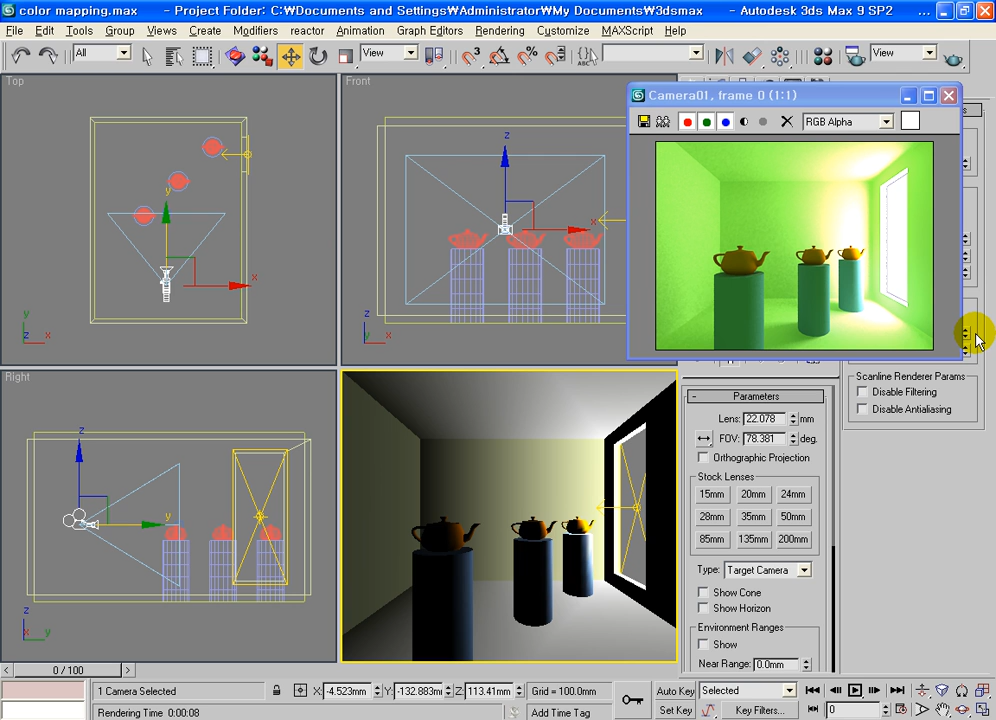 color mapping.max - Project Folder: C:₩Documents and Settings₩Administrator₩My Documents₩3dsmax - Autodesk 3ds Max 9 SP2 ...
File Edit Tools Group Views Create Modifiers reactor Animation Graph Editors Rendering Customize MAXScript Help
All View View
Top
Front
Camera01, frame 0 (1:1)
RGB Alpha
z
x
y
x
y
z x
z
z
x
Right
z
y
z
x y
Scanline Renderer Params
Disable Filtering
Disable Antialiasing
- Parameters
Lens: 22.078 mm
FOV: 78.381 deg.
Orthographic Projection
Stock Lenses
15mm 20mm 24mm
28mm 35mm 50mm
85mm 135mm 200mm
Type: Target Camera
Show Cone
Show Horizon
Environment Ranges
Show
Near Range: 0.0mm
< 0 / 100 >
1 Camera Selected X: -4.523mm Y: -132.883m Z: 113.41mm Grid = 100.0mm Auto Key Selected
Rendering Time 0:00:08 Add Time Tag Set Key Key Filters... 0